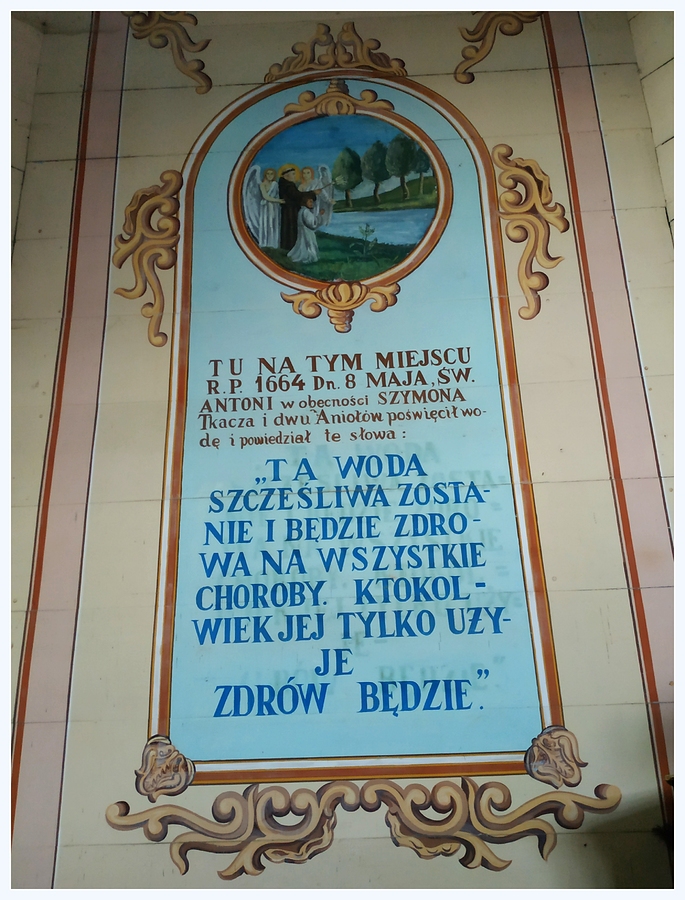 TU NA TYM MIEJSCU
R.P. 1664 Dn. 8 MAJA, ŚW.
ANTONI w obecności SZYMONA
Tkacza i dwu Aniołów poświęcił wo-
dę i powiedział te słowa:
„TA WODA
SZCZEŚLIWA ZOSTA-
NIE I BĘDZIE ZDRO-
WA NA WSZYSTKIE
CHOROBY. KTOKOL-
WIEK JEJ TYLKO UŻY-
JE
ZDRÓW BĘDZIE”.